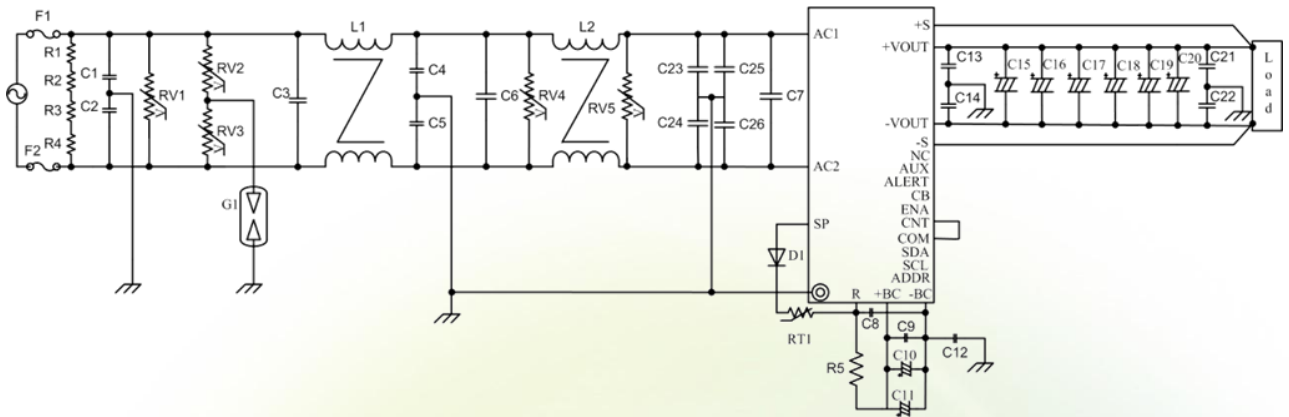 F1
L1
L2
+S
R1
AC1
+VOUT
C13
C15
C16
C17
C18
C19
C20
C21
L
o
a
d
R2
C1
RV2
C4
C23
C25
R3
C2
RV1
C3
C6
RV4
RV5
C7
C14
C22
R4
RV3
C5
C24
C26
-VOUT
F2
-S
AC2
NC
AUX
ALERT
CB
G1
ENA
SP
CNT
COM
D1
SDA
SCL
ADDR
R
+BC
-BC
RT1
C8
C9
C12
R5
C10
C11